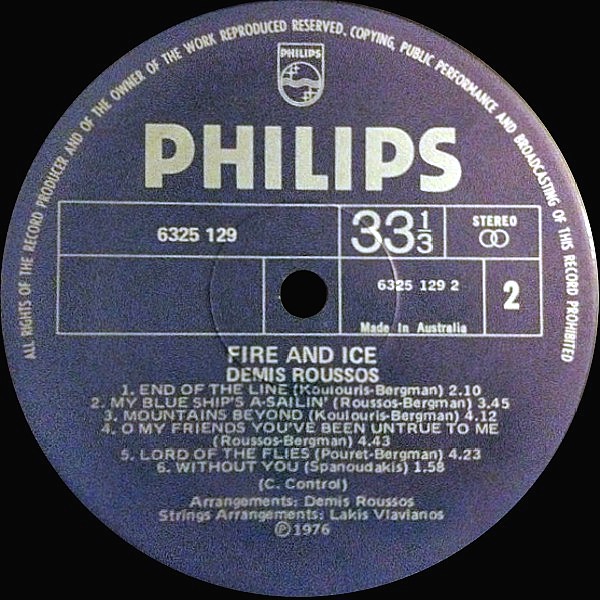 ALL RIGHTS OF THE RECORD PRODUCER AND OF THE OWNER OF THE WORK REPRODUCED RESERVED. COPYING, PUBLIC PERFORMANCE AND BROADCASTING OF THIS RECORD PROHIBITED
PHILIPS
PHILIPS
6325 129
33 1/3
STEREO
6325 129 2
2
Made In Australia
FIRE AND ICE
DEMIS ROUSSOS
1. END OF THE LINE (Koulouris-Bergman) 2.10
2. MY BLUE SHIP'S A-SAILIN' (Roussos-Bergman) 3.45
3. MOUNTAINS BEYOND (Koulouris-Bergman) 4.12
4. O MY FRIENDS YOU'VE BEEN UNTRUE TO ME
(Roussos-Bergman) 4.43
5. LORD OF THE FLIES (Pouret-Bergman) 4.23
6. WITHOUT YOU (Spanoudakis) 1.58
(C. Control)
Arrangements: Demis Roussos
Strings Arrangements: Lakis Vlavianos
Ⓟ1976